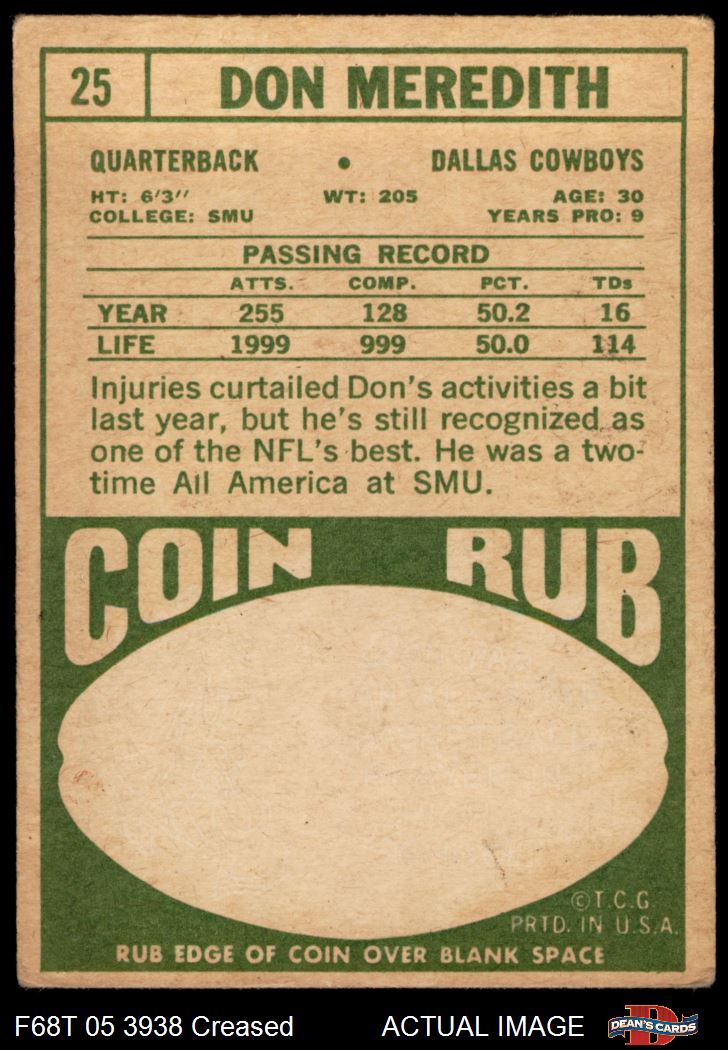 25 DON MEREDITH
QUARTERBACK • DALLAS COWBOYS
HT: 6'3" WT: 205 AGE: 30
COLLEGE: SMU YEARS PRO: 9
PASSING RECORD
ATTS. COMP. PCT. TDs
YEAR 255 128 50.2 16
LIFE 1999 999 50.0 114
Injuries curtailed Don's activities a bit
last year, but he's still recognized as
one of the NFL's best. He was a two-
time All America at SMU.
COIN RUB
©T.C.G.
PRTD. IN U.S.A.
RUB EDGE OF COIN OVER BLANK SPACE
F68T 05 3938 Creased ACTUAL IMAGE DEAN'S CARDS